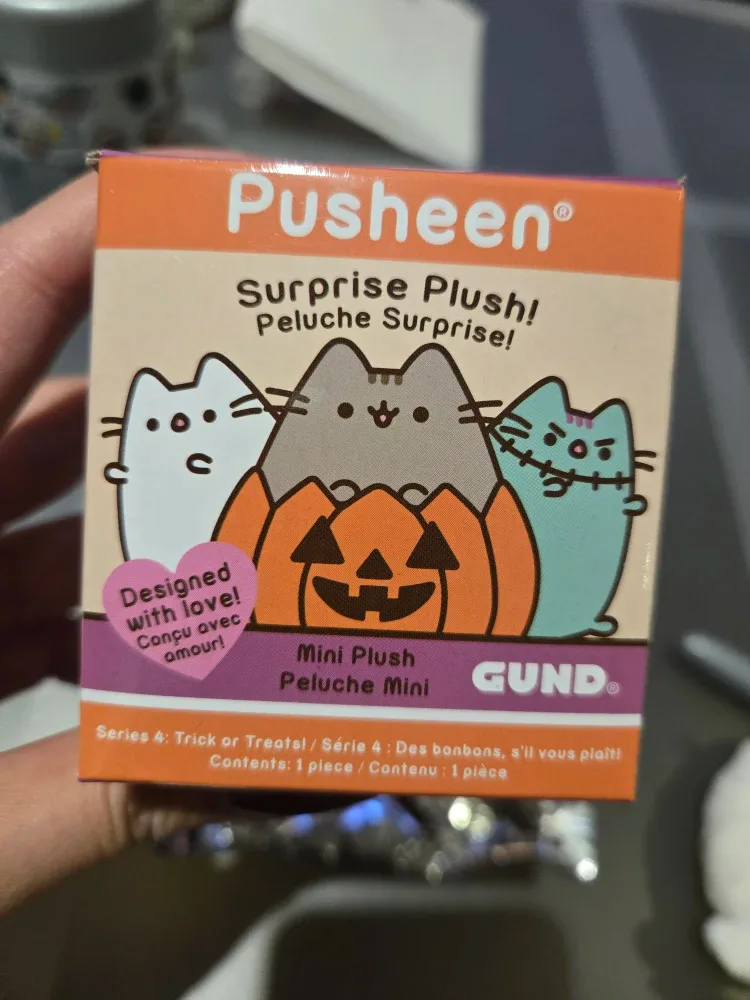 Pusheen®
Surprise Plush!
Peluche Surprise!
Designed
with love!
Conçu avec
amour!
Mini Plush
Peluche Mini
GUND®
Series 4: Trick or Treats! / Série 4 : Des bonbons, s'il vous plaît!
Contents: 1 piece / Contenu : 1 pièce